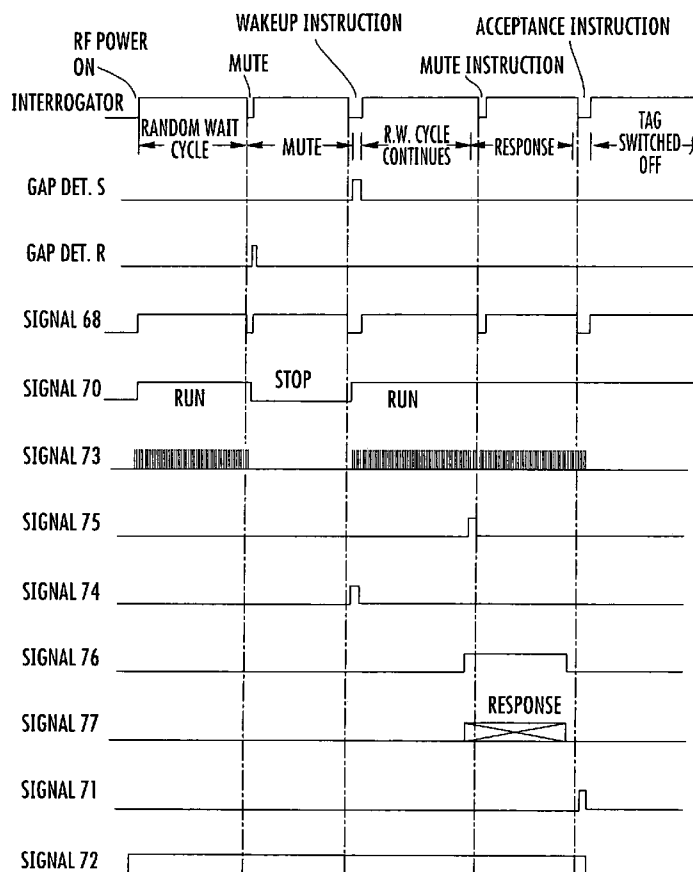 WAKEUP INSTRUCTION
ACCEPTANCE INSTRUCTION
RF POWER
ON
MUTE
MUTE INSTRUCTION
INTERROGATOR
RANDOM WAIT
CYCLE
MUTE
R.W. CYCLE
CONTINUES
RESPONSE
TAG
SWITCHED
OFF
GAP DET. S
GAP DET. R
SIGNAL 68
SIGNAL 70
RUN
STOP
RUN
SIGNAL 73
SIGNAL 75
SIGNAL 74
SIGNAL 76
SIGNAL 77
RESPONSE
SIGNAL 71
SIGNAL 72